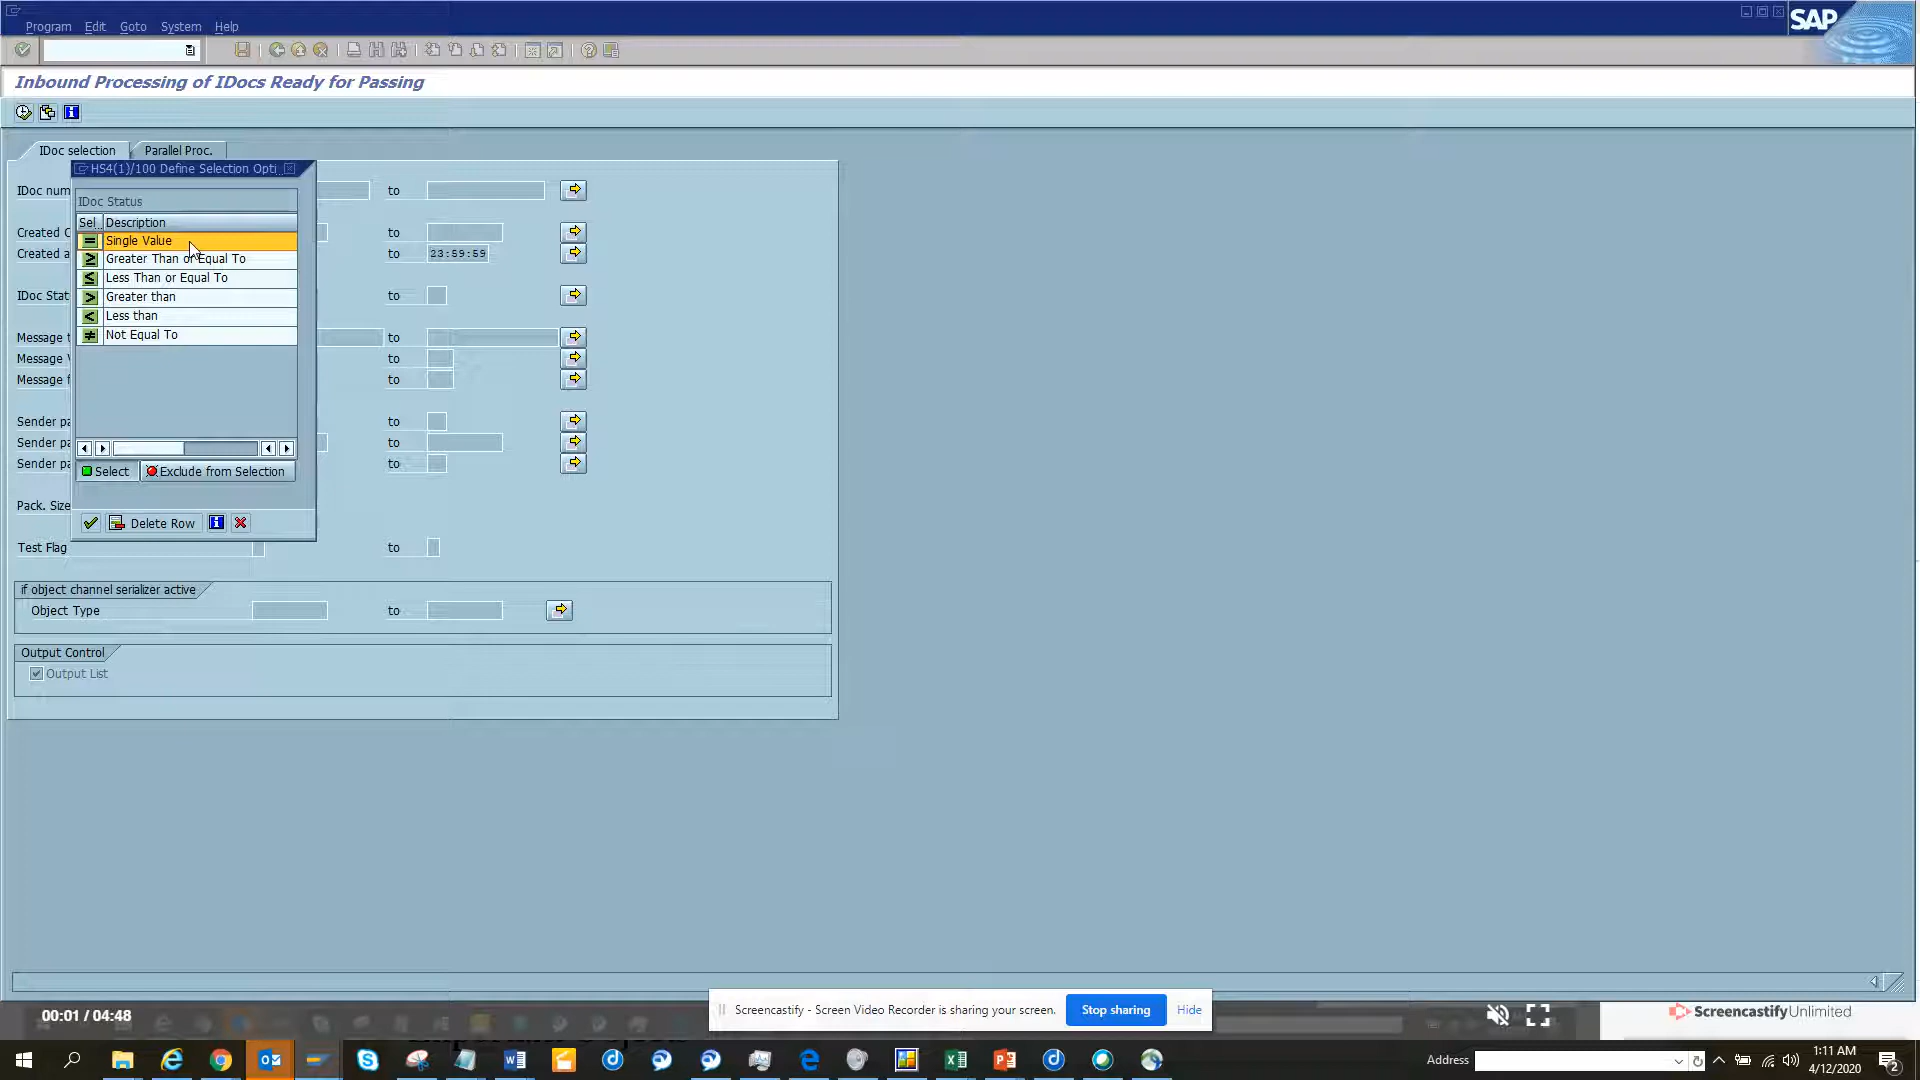 Program Edit Goto System Help
SAP
Inbound Processing of IDocs Ready for Passing
IDoc selection Parallel Proc.
HS4(1)/100 Define Selection Opti
IDoc num to
IDoc Status
Sel.. Description
Created to
Single Value
Created a to 23:59:59
Greater Than or Equal To
Less Than or Equal To
IDoc Stat to
Greater than
Less than
Message t to
Not Equal To
Message to
Message f to
Sender pa to
Sender pa to
Sender pa to
Select Exclude from Selection
Pack. Size
Delete Row
Test Flag to
if object channel serializer active
Object Type to
Output Control
Output List
00:01 / 04:48
Screencastify - Screen Video Recorder is sharing your screen. Stop sharing Hide
Screencastify Unlimited
Address
1:11 AM
4/12/2020
2